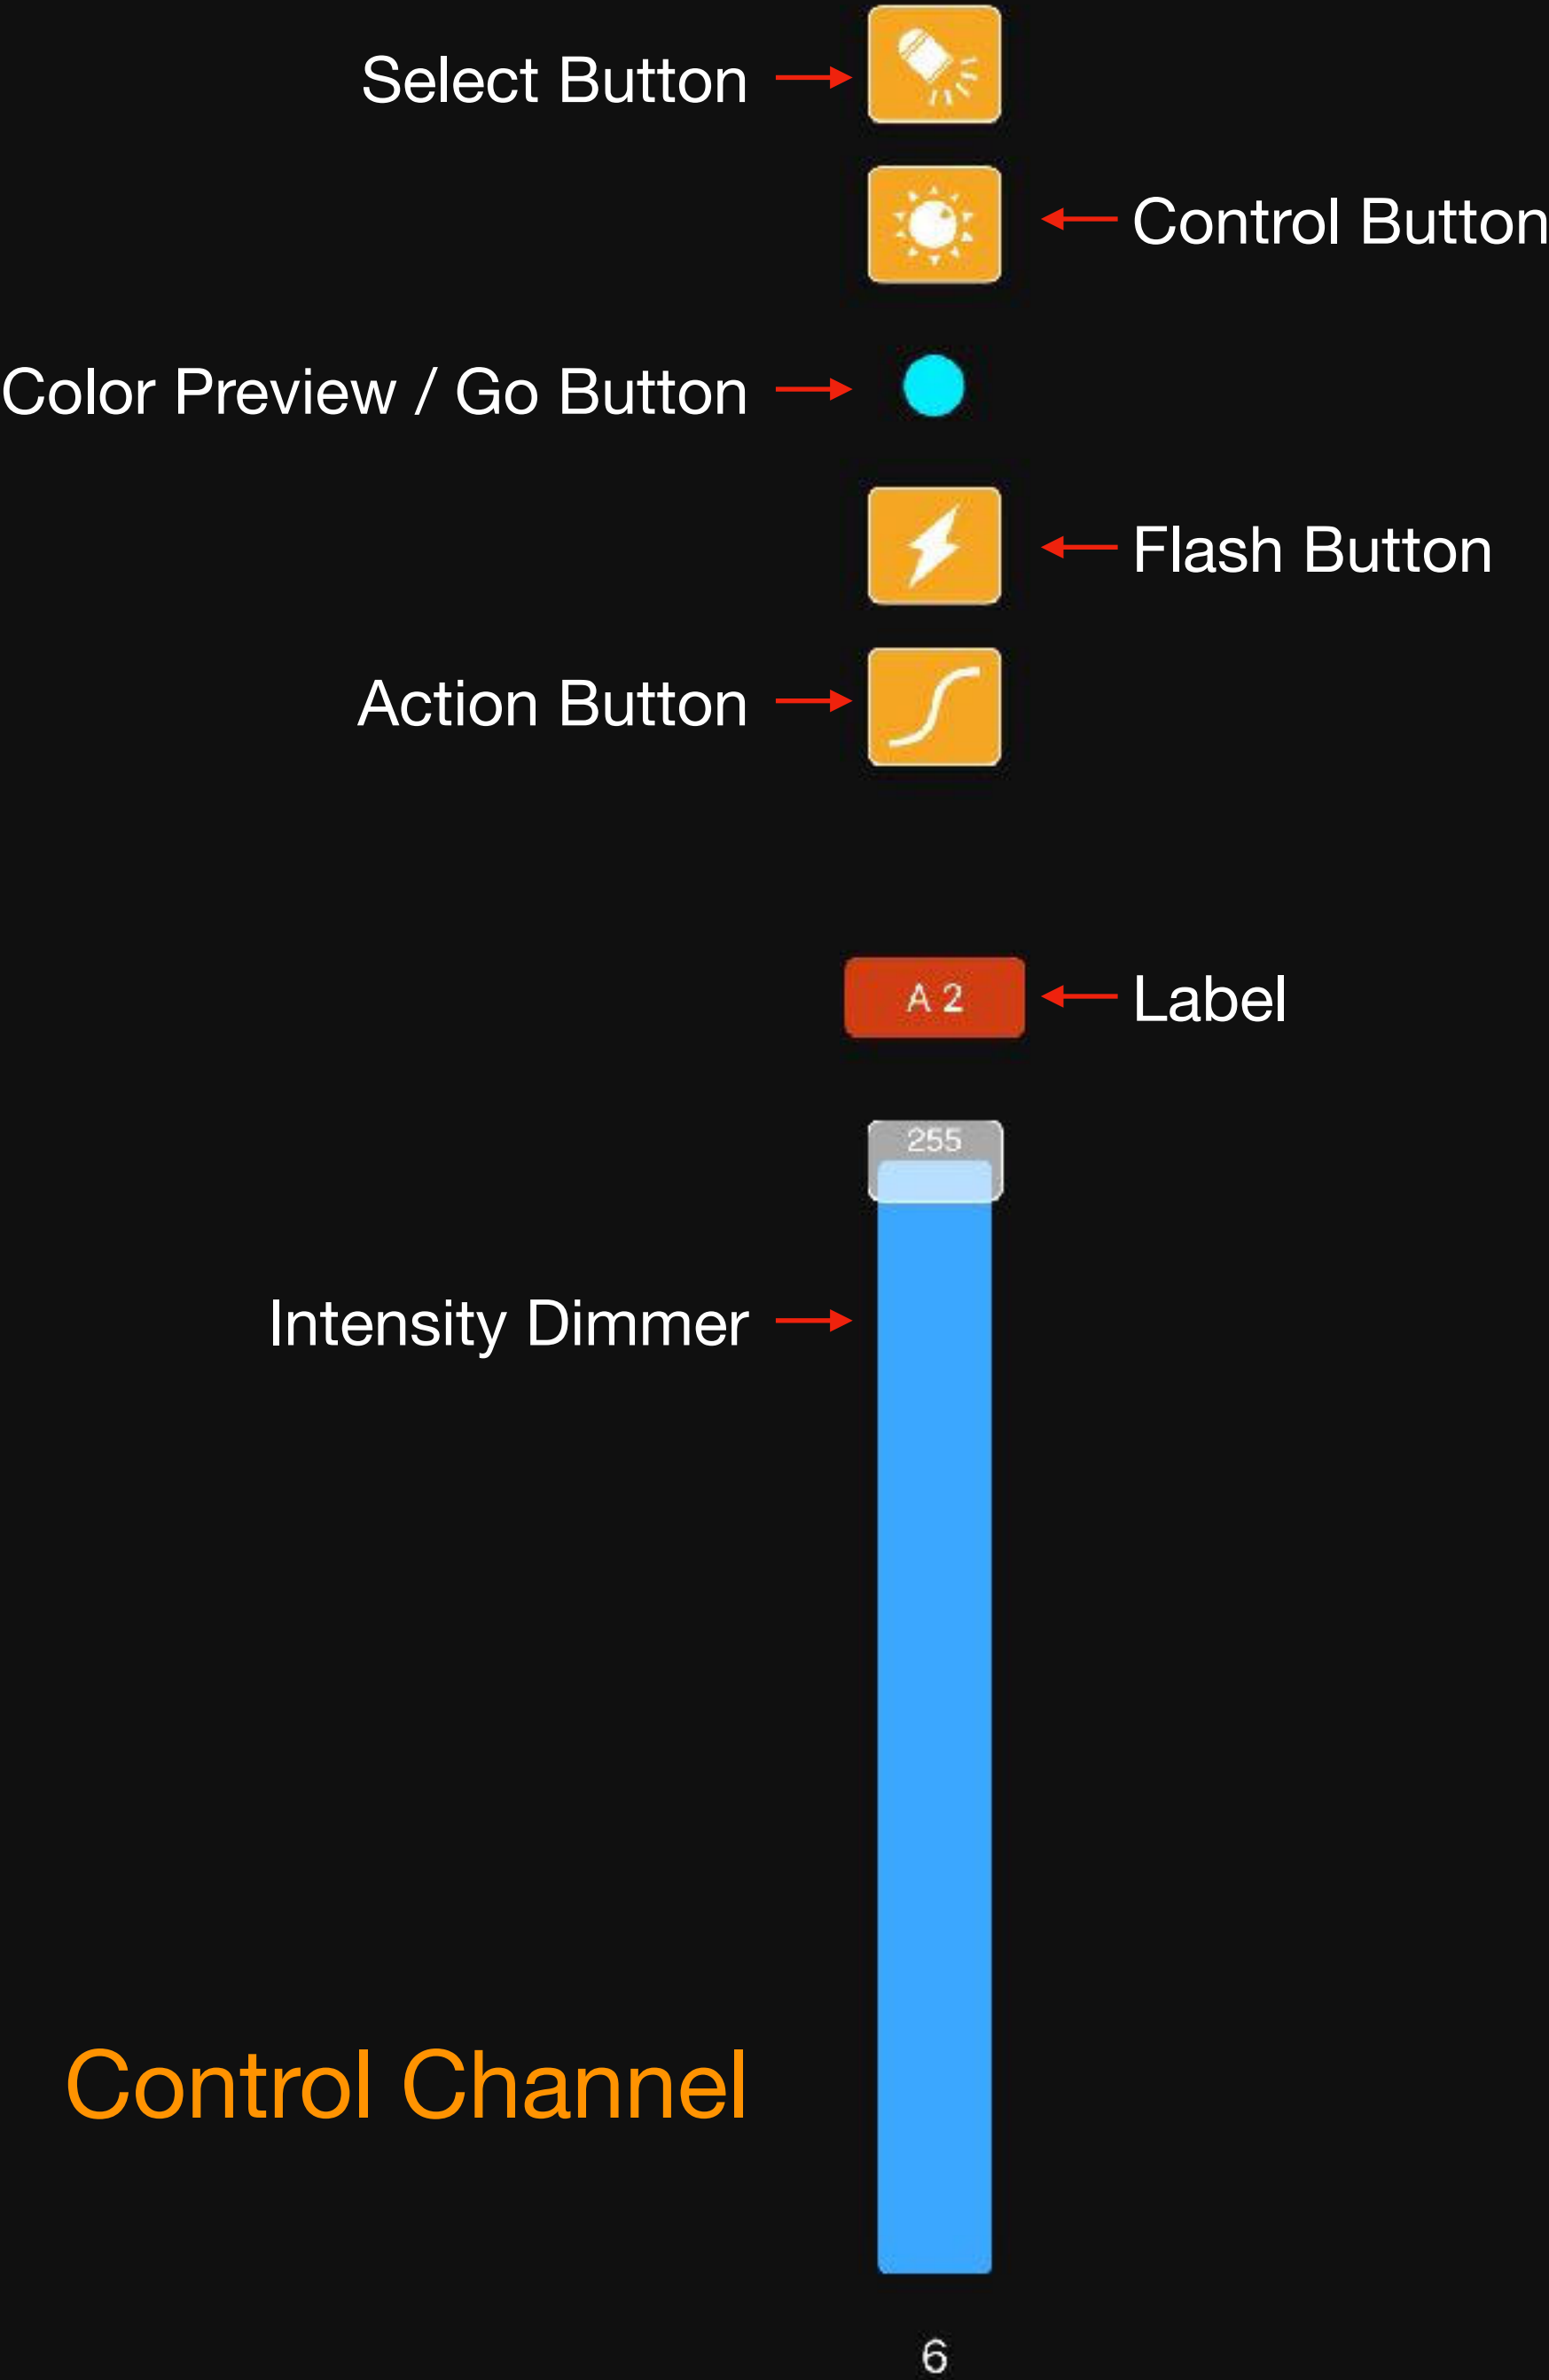 Select Button
Control Button
Color Preview / Go Button
Flash Button
Action Button
A 2
Label
255
Intensity Dimmer
Control Channel
6